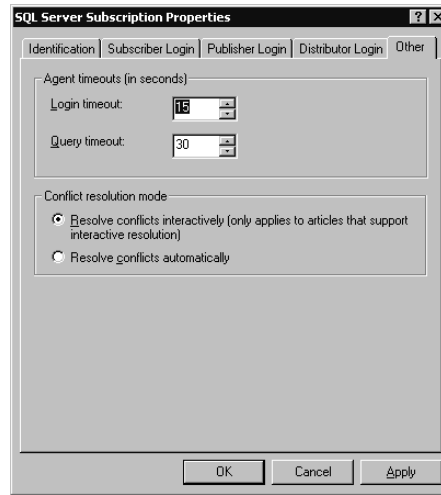 SQL Server Subscription Properties
Identification Subscriber Login Publisher Login Distributor Login Other
Agent timeouts (in seconds)
Login timeout: 15
Query timeout: 30
Conflict resolution mode
Resolve conflicts interactively (only applies to articles that support
interactive resolution)
Resolve conflicts automatically
OK Cancel Apply